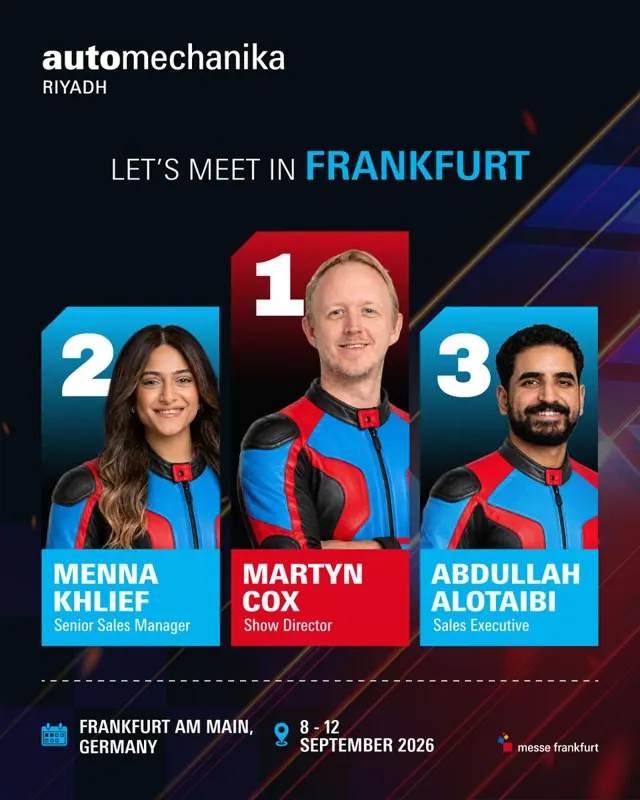 automechanika
RIYADH
LET'S MEET IN FRANKFURT
2
MENNA
KHLIEF
Senior Sales Manager
1
MARTYN
COX
Show Director
3
ABDULLAH
ALOTAIBI
Sales Executive
FRANKFURT AM MAIN,
GERMANY
8 - 12
SEPTEMBER 2026
messe frankfurt